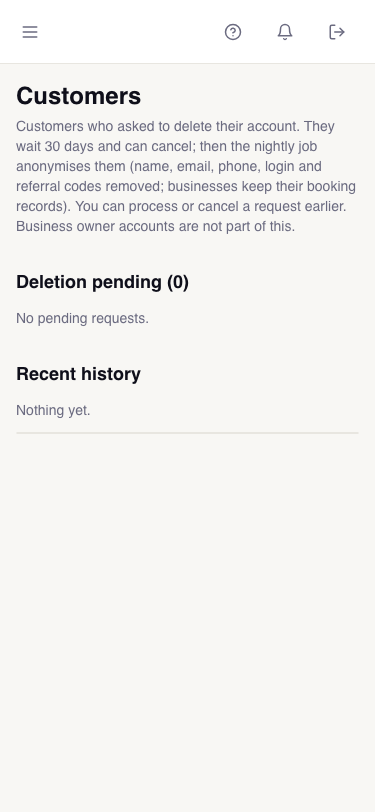 Customers
Customers who asked to delete their account. They
wait 30 days and can cancel; then the nightly job
anonymises them (name, email, phone, login and
referral codes removed; businesses keep their booking
records). You can process or cancel a request earlier.
Business owner accounts are not part of this.
Deletion pending (0)
No pending requests.
Recent history
Nothing yet.